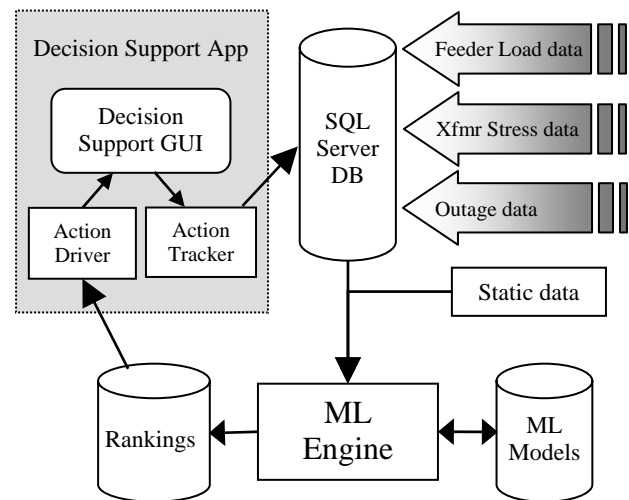 Decision Support App
Decision
Support GUI
Action
Driver
Action
Tracker
SQL
Server
DB
Feeder Load data
Xfmr Stress data
Outage data
Static data
Rankings
ML
Engine
ML
Models